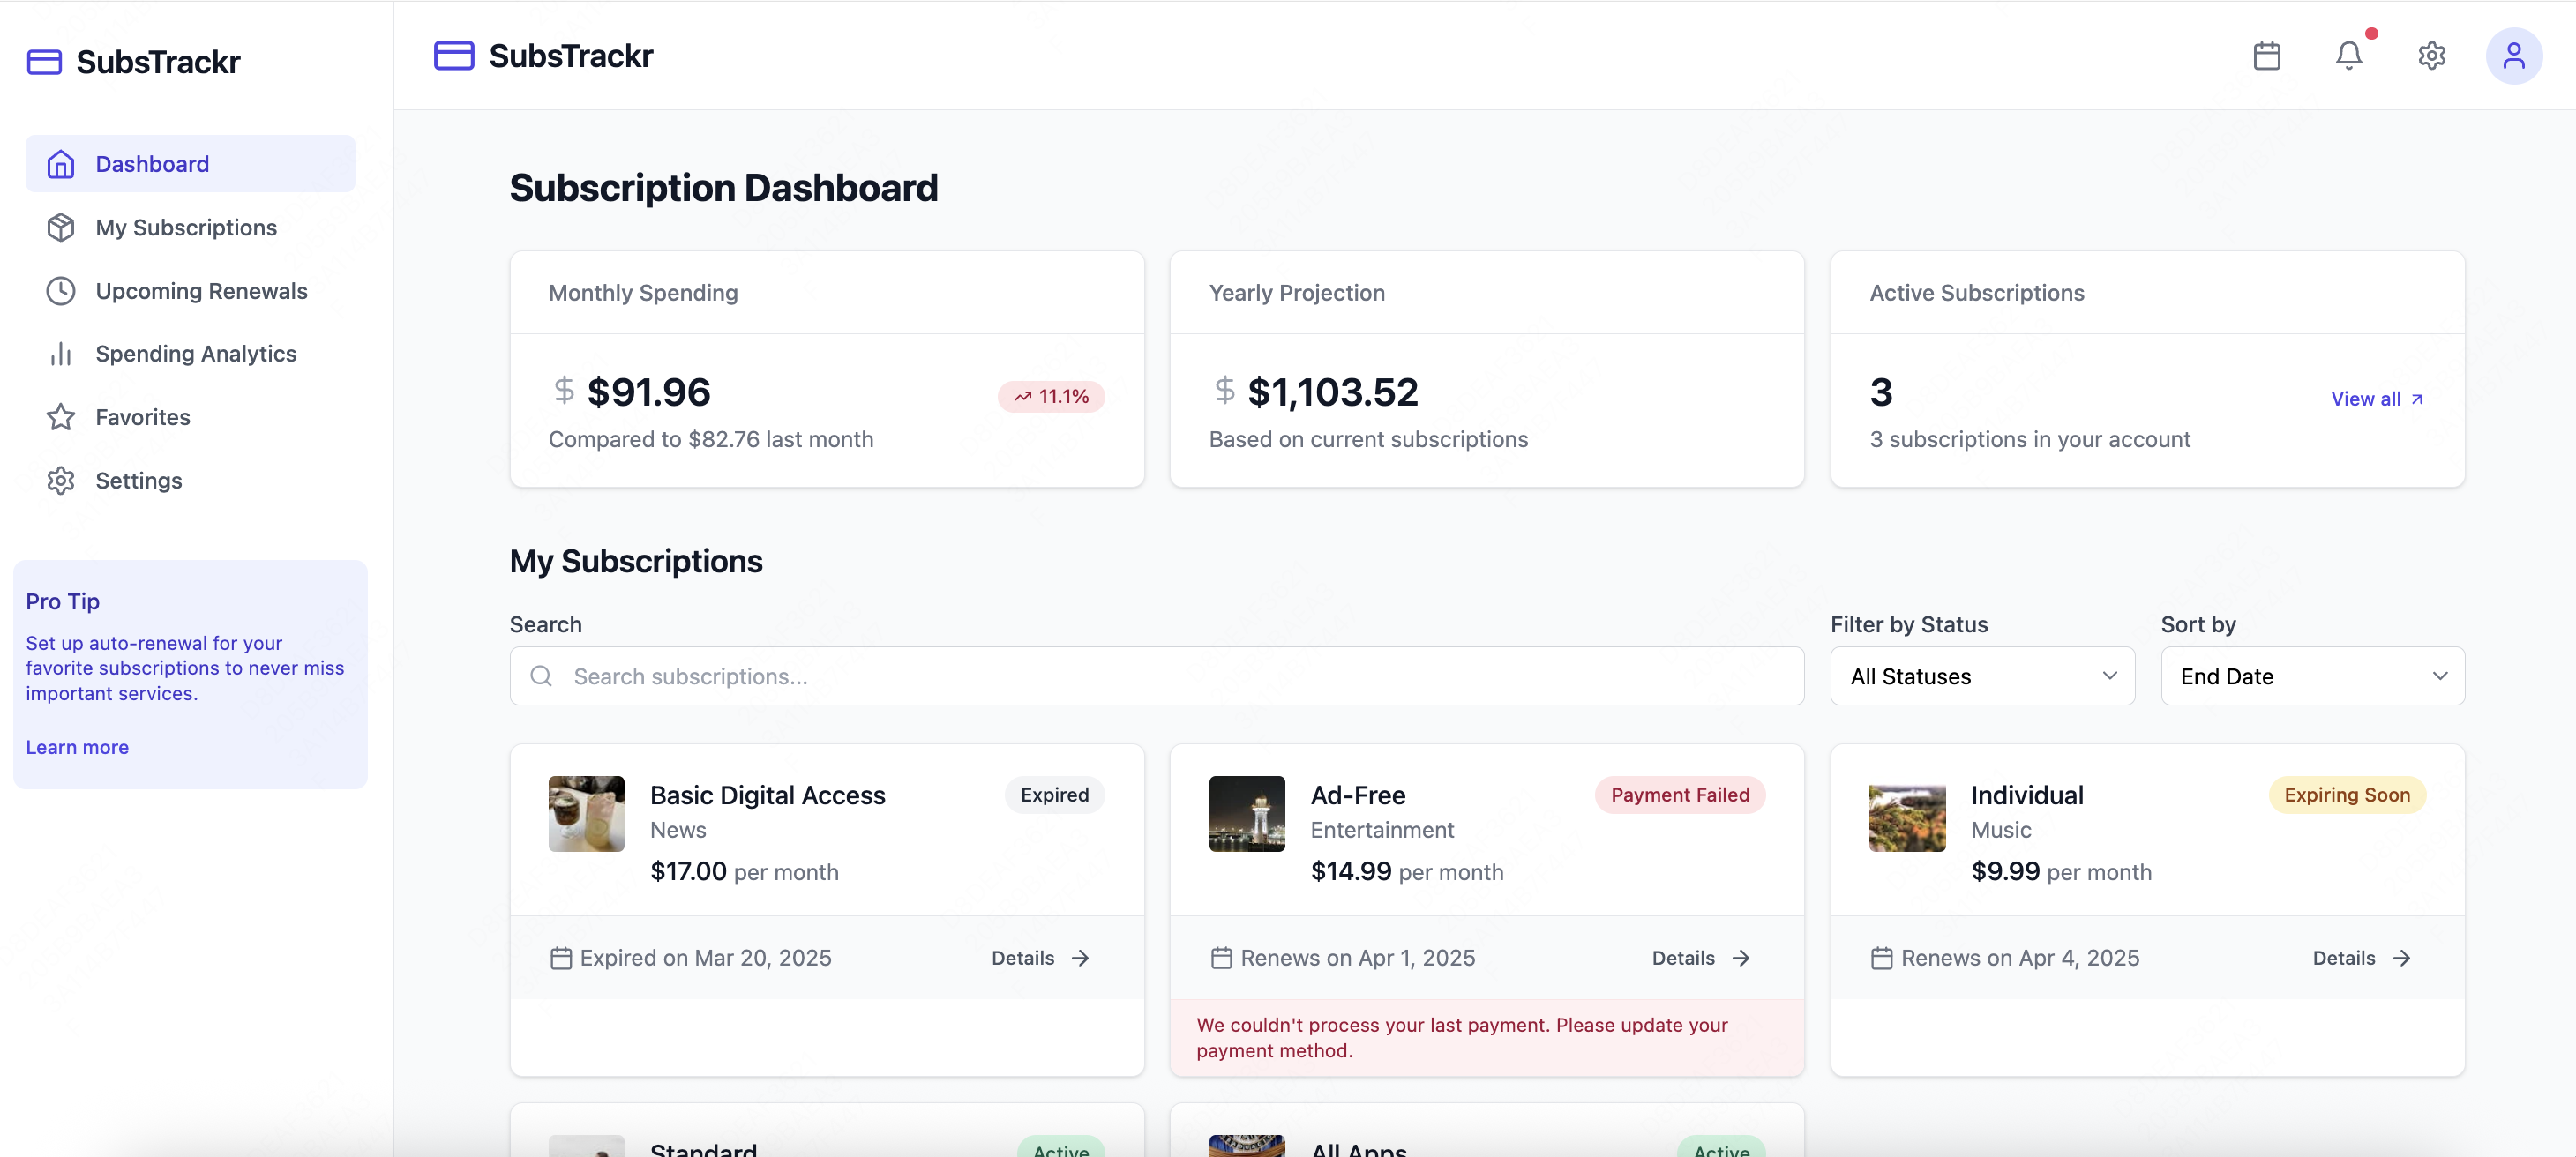 SubsTrackr
Dashboard
My Subscriptions
Upcoming Renewals
Spending Analytics
Favorites
Settings
Pro Tip
Set up auto-renewal for your
favorite subscriptions to never miss
important services.
Learn more
SubsTrackr
Subscription Dashboard
Monthly Spending
$ $91.96
11.1%
Compared to $82.76 last month
Yearly Projection
$ $1,103.52
Based on current subscriptions
Active Subscriptions
3
View all
3 subscriptions in your account
My Subscriptions
Search
Search subscriptions...
Filter by Status
All Statuses
Sort by
End Date
Basic Digital Access
Expired
News
$17.00 per month
Expired on Mar 20, 2025
Details
Ad-Free
Payment Failed
Entertainment
$14.99 per month
Renews on Apr 1, 2025
Details
We couldn't process your last payment. Please update your
payment method.
Individual
Expiring Soon
Music
$9.99 per month
Renews on Apr 4, 2025
Details
Standard
Active
All Apps
Active